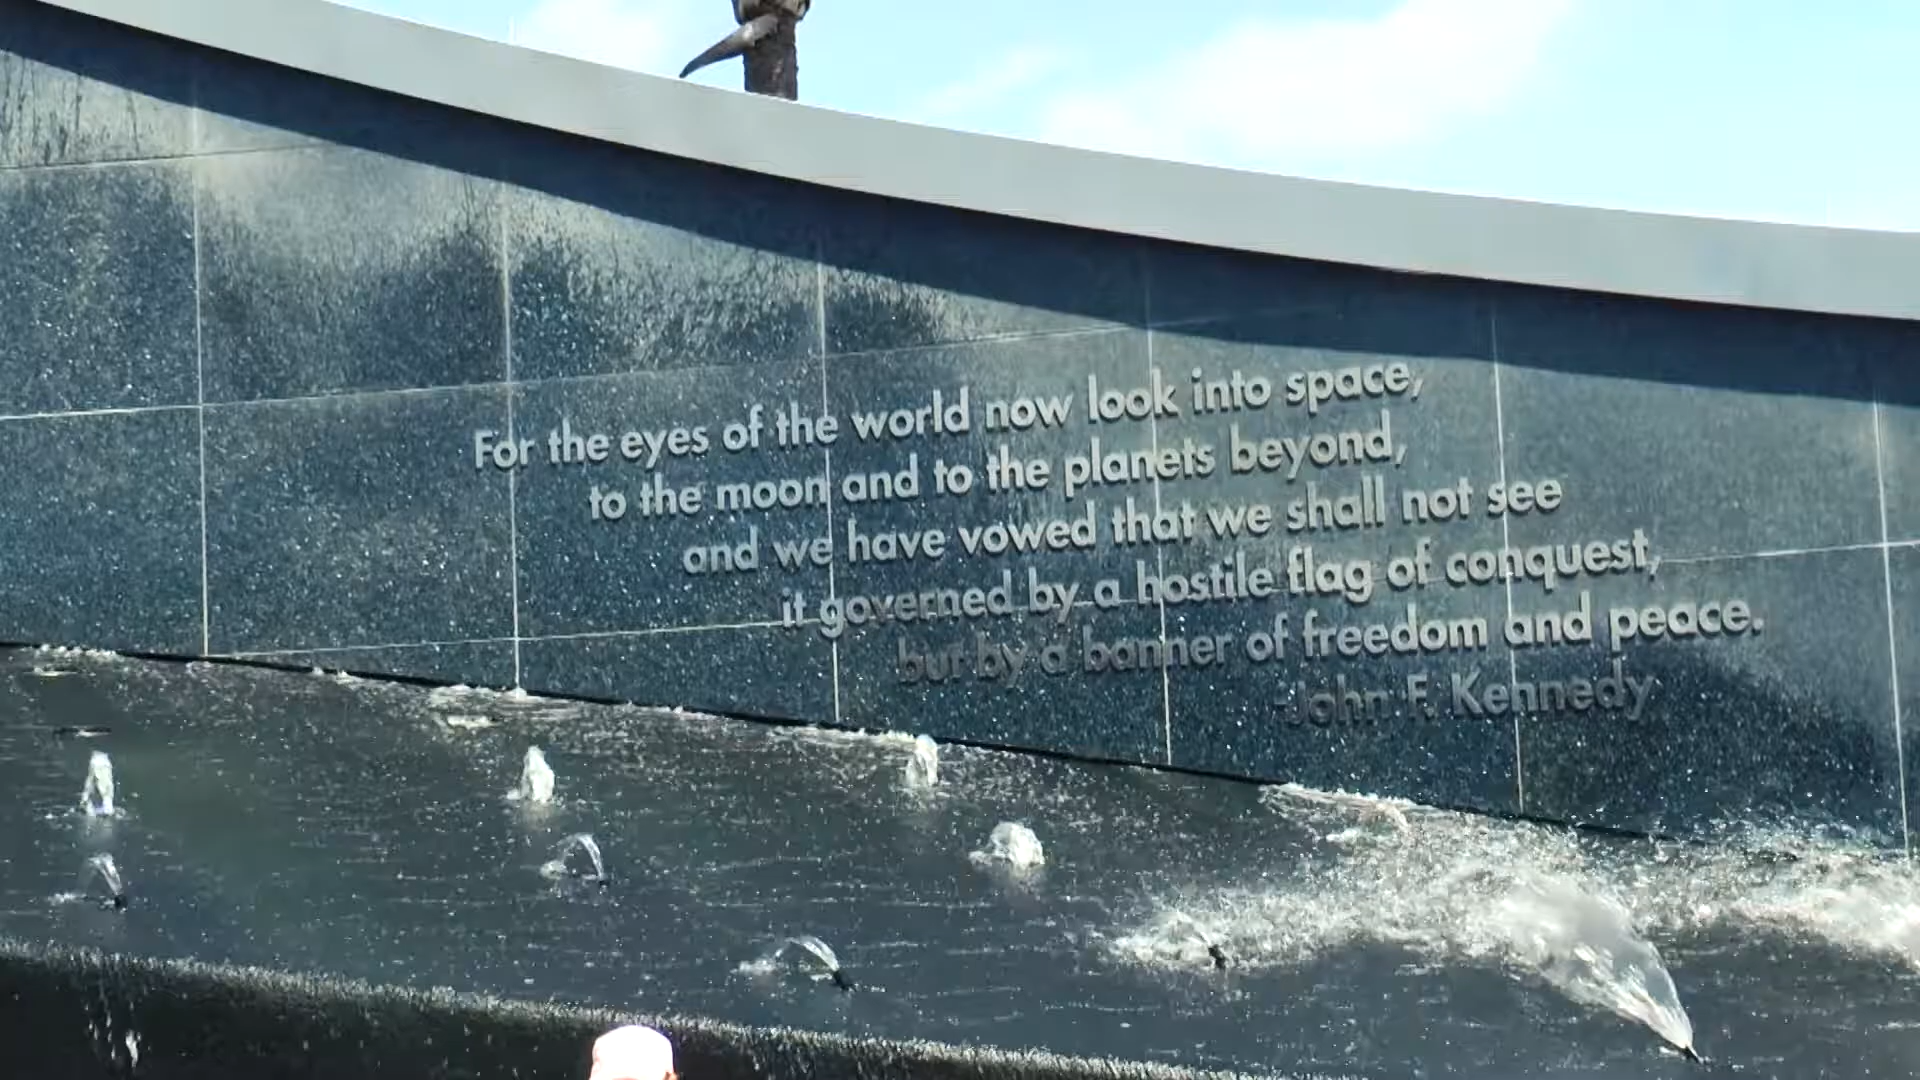 For the eyes of the world now look into space,
to the moon and to the planets beyond,
and we have vowed that we shall not see
it governed by a hostile flag of conquest,
but by a banner of freedom and peace.
-John F. Kennedy